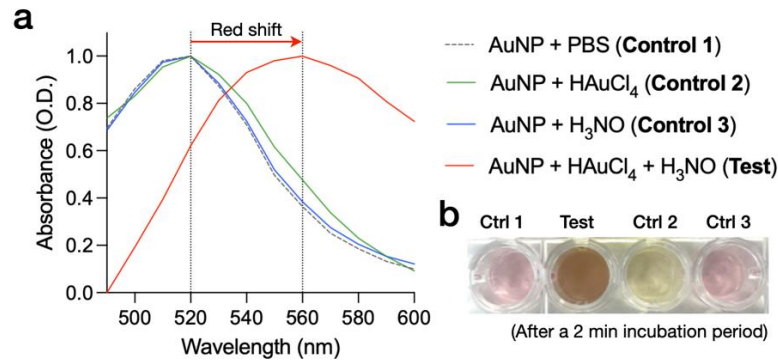 a
Red shift
1.0
0.8
0.6
0.4
0.2
0.0
Absorbance (O.D.)
500 520 540 560 580 600
Wavelength (nm)
AuNP + PBS (Control 1)
AuNP + HAuCl₄ (Control 2)
AuNP + H₃NO (Control 3)
AuNP + HAuCl₄ + H₃NO (Test)
b
Ctrl 1 Test Ctrl 2 Ctrl 3
(After a 2 min incubation period)